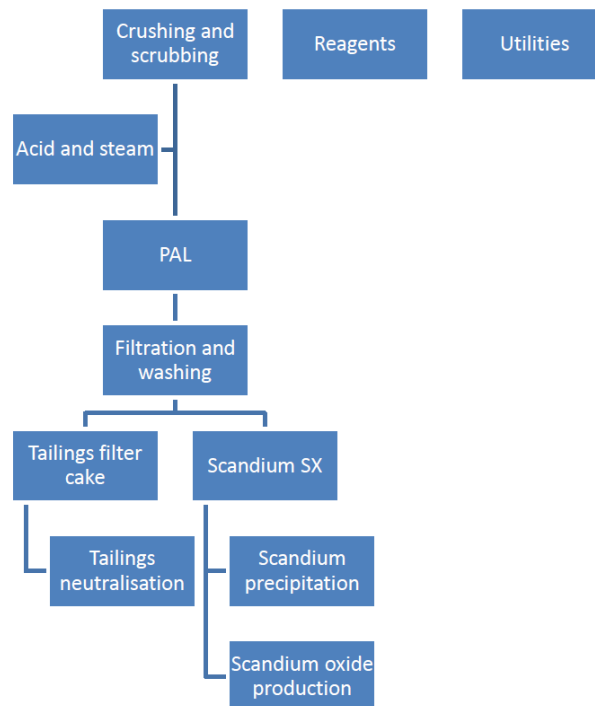 Crushing and
scrubbing
Reagents
Utilities
Acid and steam
PAL
Filtration and
washing
Tailings filter
cake
Scandium SX
Tailings
neutralisation
Scandium
precipitation
Scandium oxide
production